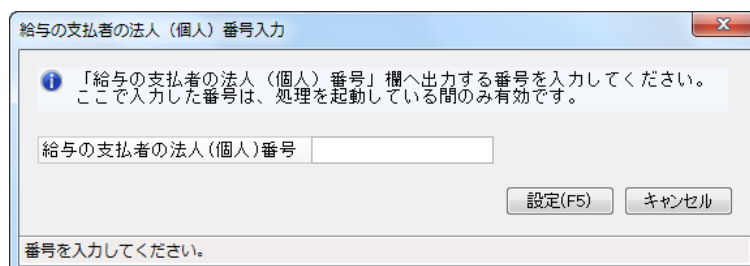 給与の支払者の法人（個人）番号入力
「給与の支払者の法人（個人）番号」欄へ出力する番号を入力してください。
ここで入力した番号は、処理を起動している間のみ有効です。
給与の支払者の法人(個人)番号
設定(F5)
キャンセル
番号を入力してください。